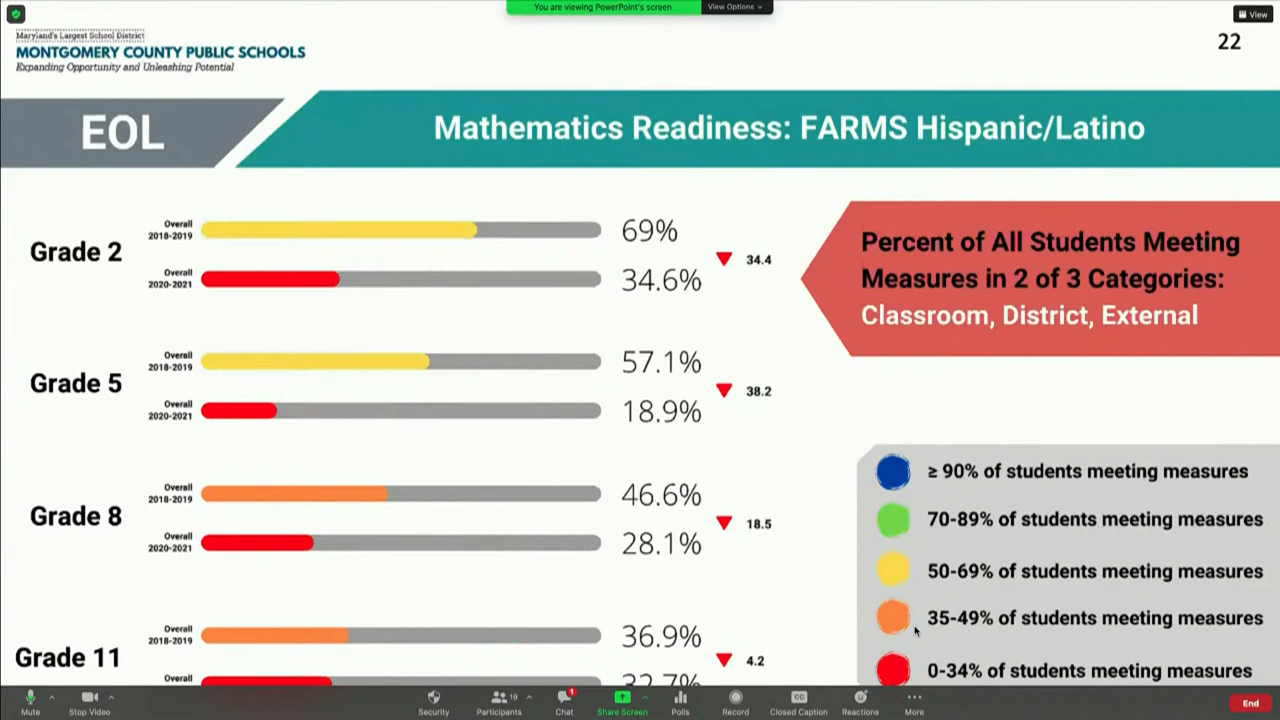 You are viewing PowerPoint's screen
View Options
View
Maryland's Largest School District
MONTGOMERY COUNTY PUBLIC SCHOOLS
Expanding Opportunity and Unleashing Potential
22
EOL
Mathematics Readiness: FARMS Hispanic/Latino
Grade 2
Overall
2018-2019
69%
Overall
2020-2021
34.6%
34.4
Percent of All Students Meeting
Measures in 2 of 3 Categories:
Classroom, District, External
Grade 5
Overall
2018-2019
57.1%
Overall
2020-2021
18.9%
38.2
Grade 8
Overall
2018-2019
46.6%
Overall
2020-2021
28.1%
18.5
Grade 11
Overall
2018-2019
36.9%
Overall
32.7%
4.2
≥ 90% of students meeting measures
70-89% of students meeting measures
50-69% of students meeting measures
35-49% of students meeting measures
0-34% of students meeting measures
Mute
Stop Video
Security
Participants
19
Chat
1
Share Screen
Polls
Record
CC
Closed Caption
Reactions
More
End